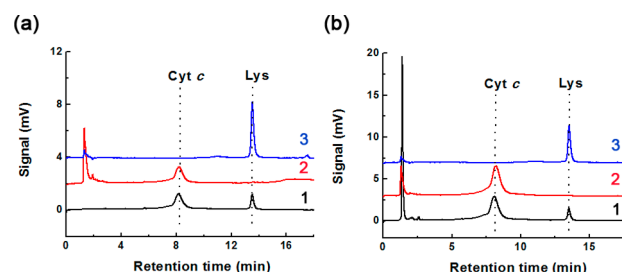 (a)
12
8
4
0
Signal (mV)
Cyt c
Lys
3
2
1
0 4 8 12 16
Retention time (min)
(b)
20
15
10
5
0
Signal (mV)
Cyt c
Lys
3
2
1
0 5 10 15
Retention time (min)